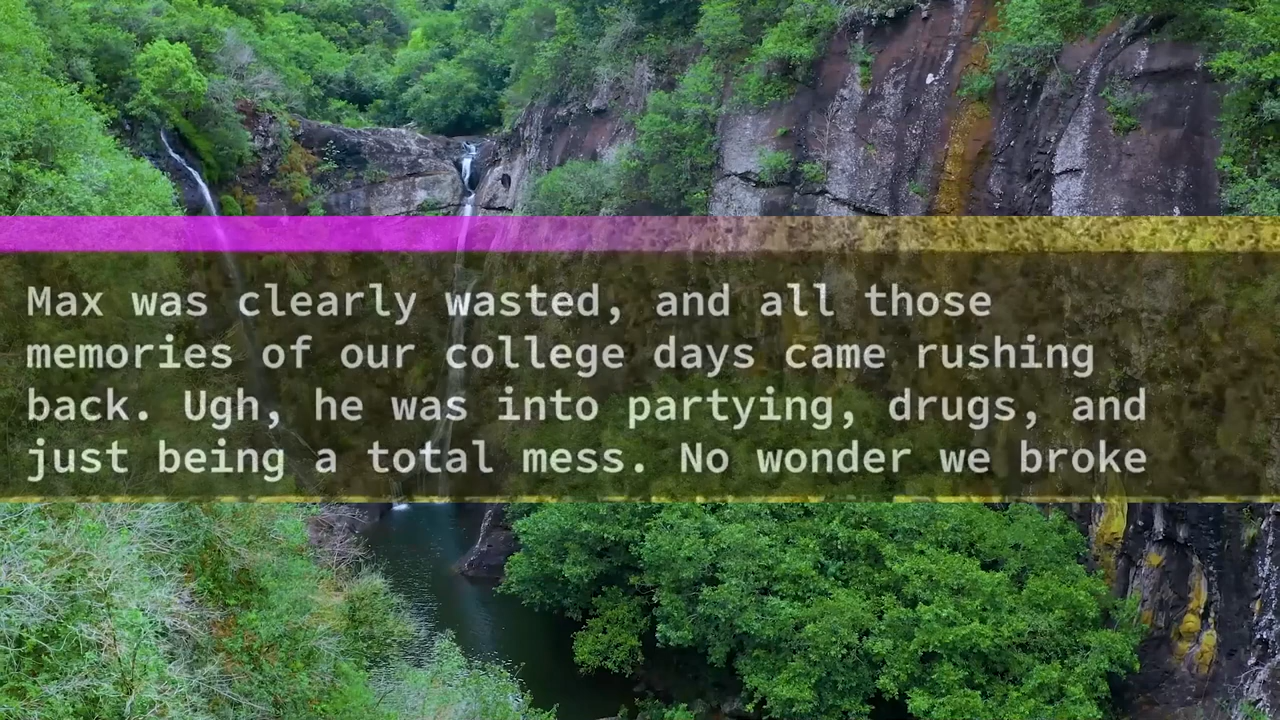 Max was clearly wasted, and all those
memories of our college days came rushing
back. Ugh, he was into partying, drugs, and
just being a total mess. No wonder we broke